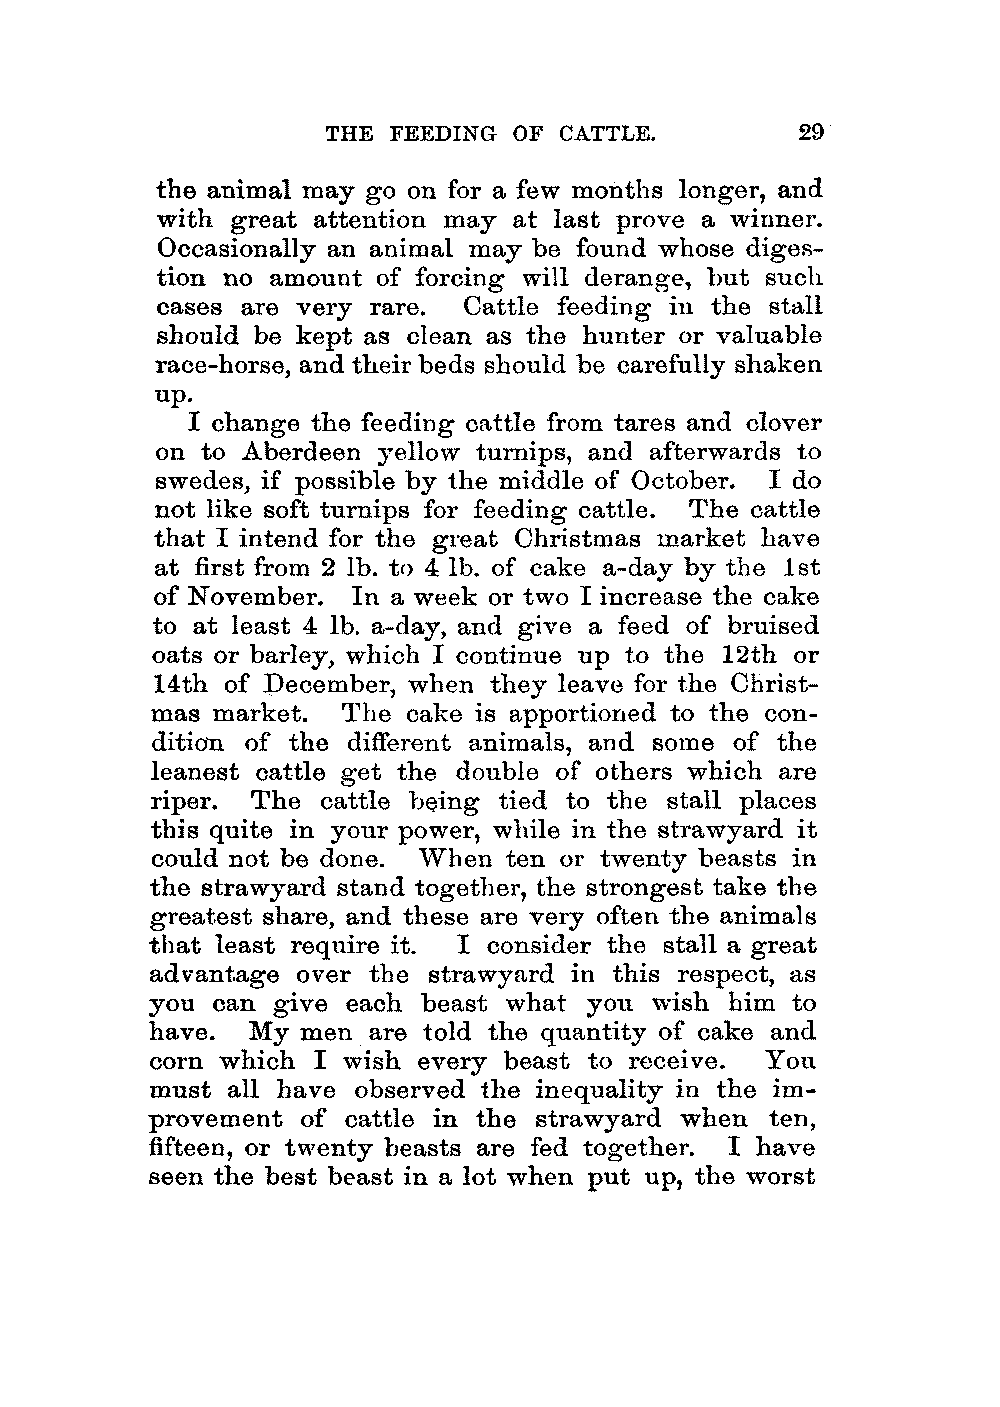 THE FEEDING OF CATTLE. 29
the animal may go on for a few months longer, and
with great attention may at last prove a winner.
Occasionally an animal may be found whose diges-
tion no amount of forcing will derange, but such
cases are very rare. Cattle feeding in the stall
should be kept as clean as the hunter or valuable
race-horse, and their beds should be carefully shaken
up.
I change the feeding cattle from tares and clover
on to Aberdeen yellow turnips, and afterwards to
swedes, if possible by the middle of October. I do
not like soft turnips for feeding cattle. The cattle
that I intend for the great Christmas market have
at first from 2 lb. to 4 lb. of cake a-day by the 1st
of November. In a week or two I increase the cake
to at least 4 lb. a-day, and give a feed of bruised
oats or barley, which I continue up to the 12th or
14th of December, when they leave for the Christ-
mas market. The cake is apportioned to the con-
dition of the different animals, and some of the
leanest cattle get the double of others which are
riper. The cattle being tied to the stall places
this quite in your power, while in the strawyard it
could not be done. When ten or twenty beasts in
the strawyard stand together, the strongest take the
greatest share, and these are very often the animals
that least require it. I consider the stall a great
advantage over the strawyard in this respect, as
you can give each beast what you wish him to
have. My men are told the quantity of cake and
corn which I wish every beast to receive. You
must all have observed the inequality in the im-
provement of cattle in the strawyard when ten,
fifteen, or twenty beasts are fed together. I have
seen the best beast in a lot when put up, the worst